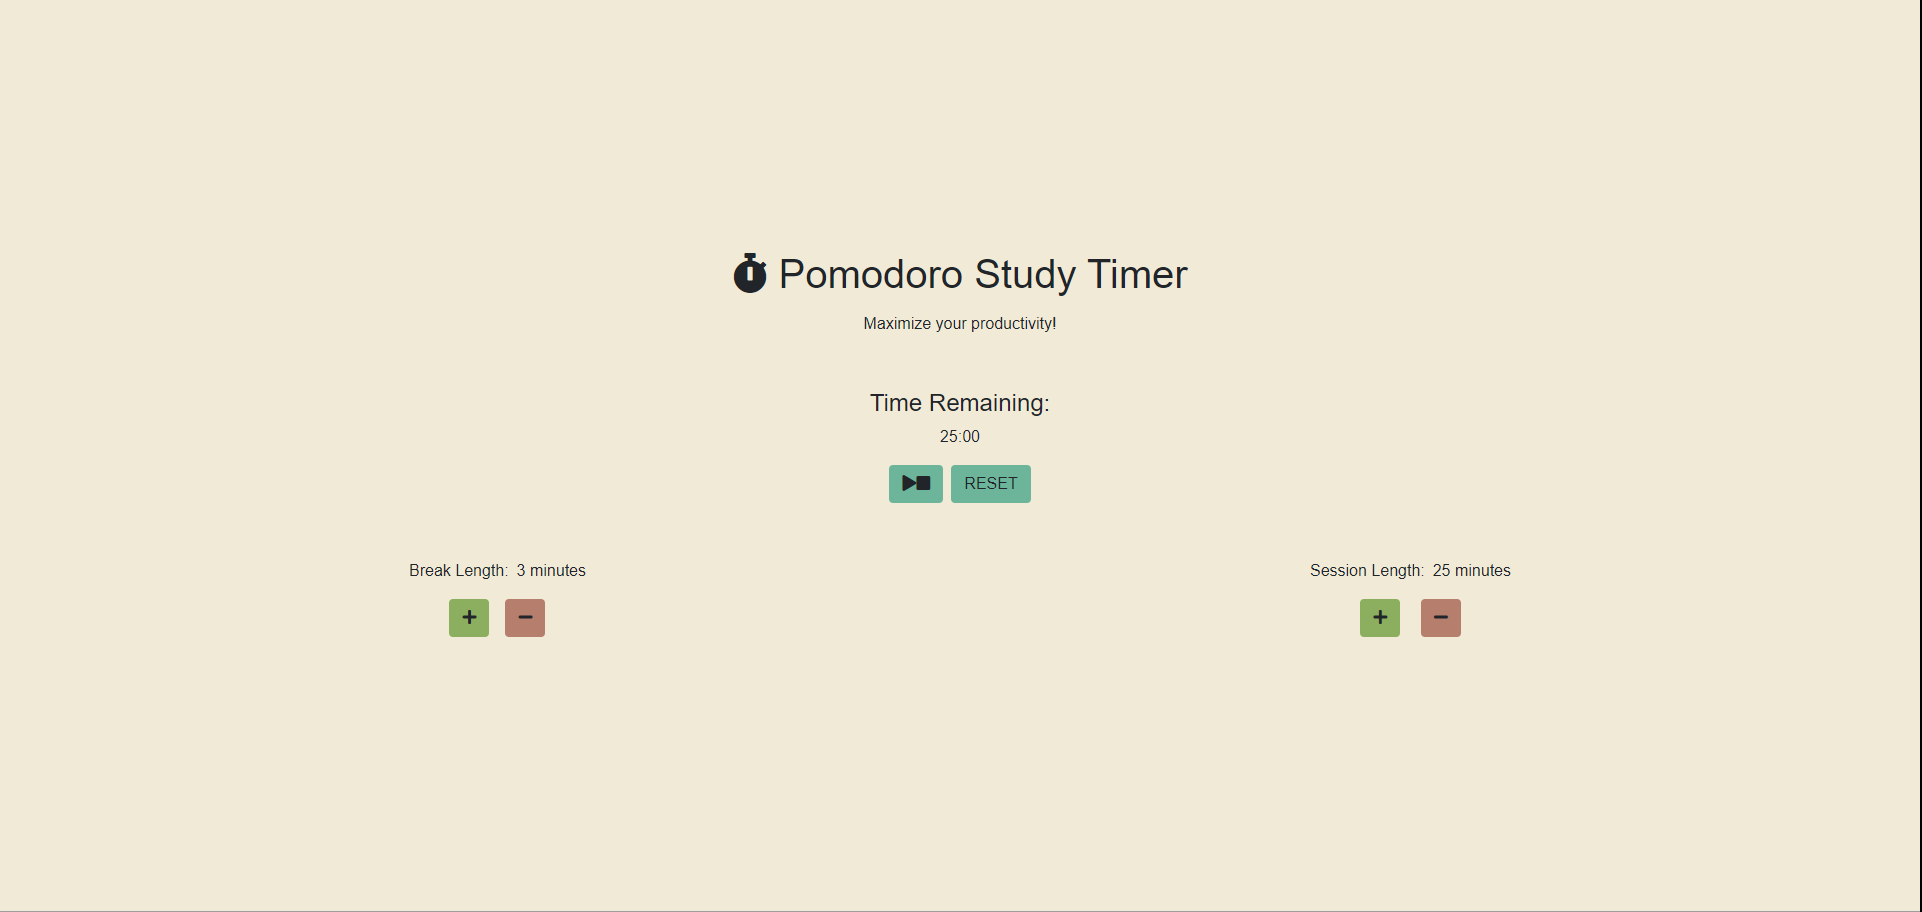 Pomodoro Study Timer
Maximize your productivity!
Time Remaining:
25:00
RESET
Break Length: 3 minutes
Session Length: 25 minutes